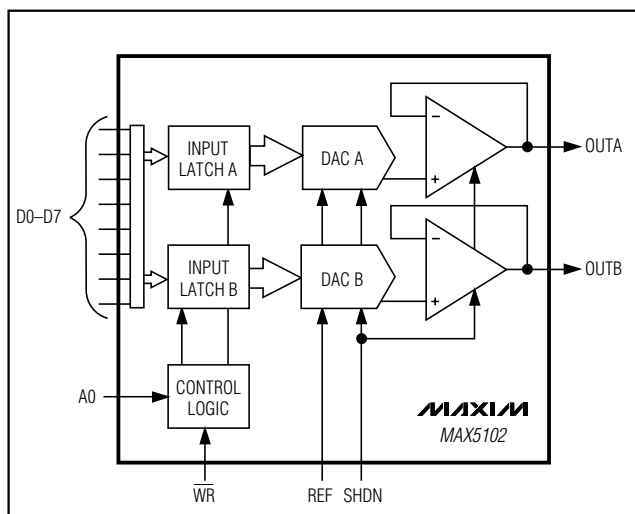 INPUT
LATCH A
DAC A
−
+
OUTA
D0–D7
INPUT
LATCH B
DAC B
−
+
OUTB
A0
CONTROL
LOGIC
MAXIM
MAX5102
WR
REF
SHDN